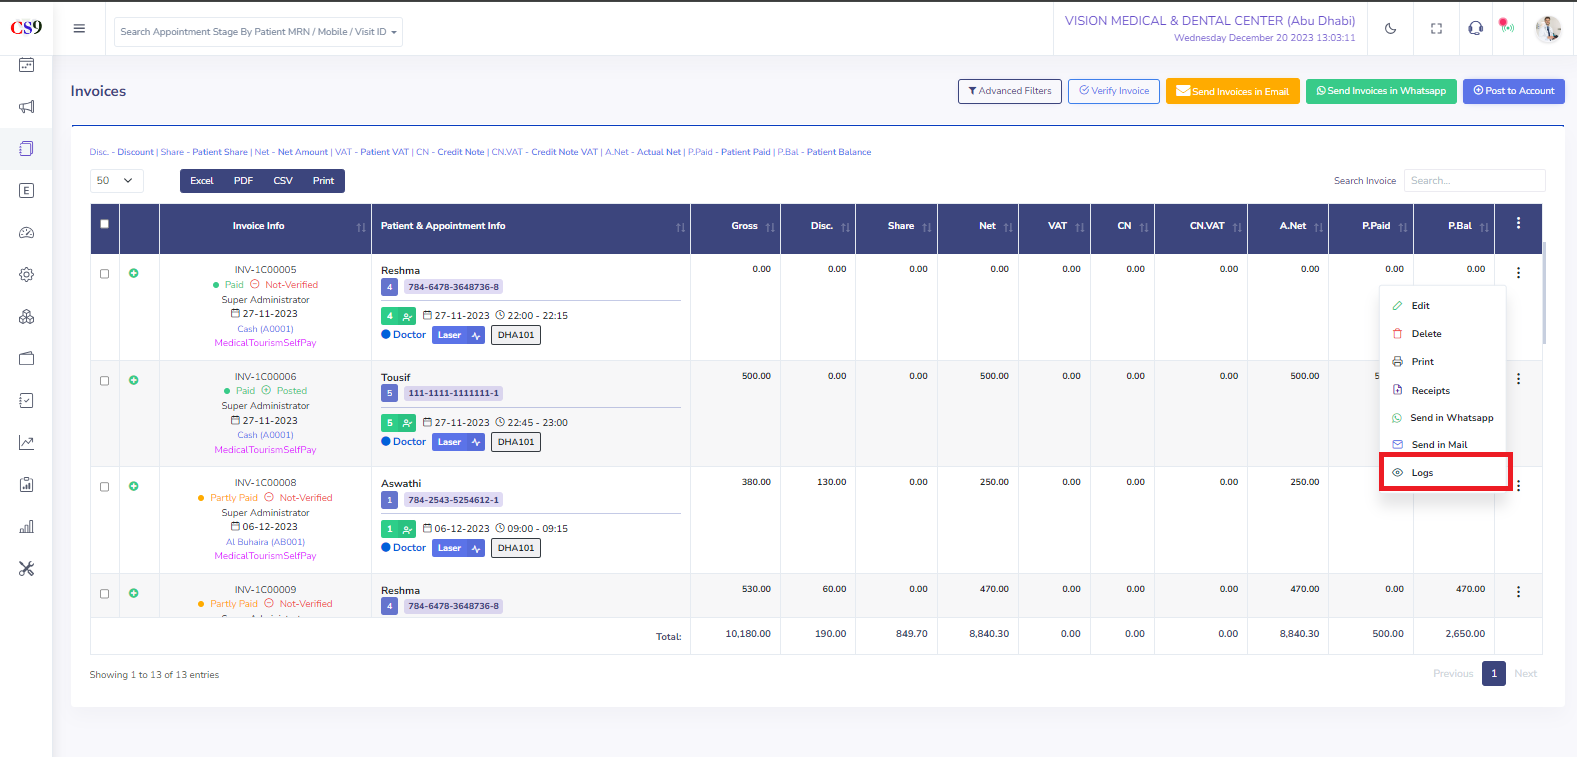 CS9
Search Appointment Stage By Patient MRN / Mobile / Visit ID
VISION MEDICAL & DENTAL CENTER (Abu Dhabi)
Wednesday December 20 2023 13:03:11
Invoices
Advanced Filters
Verify Invoice
Send Invoices in Email
Send Invoices in Whatsapp
Post to Account
Disc. - Discount | Share - Patient Share | Net - Net Amount | VAT - Patient VAT | CN - Credit Note | CN.VAT - Credit Note VAT | A.Net - Actual Net | P.Paid - Patient Paid | P.Bal - Patient Balance
50
Excel PDF CSV Print
Search Invoice Search...
Invoice Info Patient & Appointment Info Gross Disc. Share Net VAT CN CN.VAT A.Net P.Paid P.Bal
INV-1C00005
Paid Not-Verified
Super Administrator
27-11-2023
Cash (A0001)
MedicalTourismSelfPay
Reshma
4 784-6478-3648736-8
4 27-11-2023 22:00 - 22:15
Doctor Laser DHA101
0.00 0.00 0.00 0.00 0.00 0.00 0.00 0.00 0.00 0.00
Edit
Delete
Print
Receipts
Send in Whatsapp
Send in Mail
Logs
INV-1C00006
Paid Posted
Super Administrator
27-11-2023
Cash (A0001)
MedicalTourismSelfPay
Tousif
5 111-1111-1111111-1
5 27-11-2023 22:45 - 23:00
Doctor Laser DHA101
500.00 0.00 0.00 500.00 0.00 0.00 0.00 500.00 5
INV-1C00008
Partly Paid Not-Verified
Super Administrator
06-12-2023
Al Buhaira (AB001)
MedicalTourismSelfPay
Aswathi
1 784-2543-5254612-1
1 06-12-2023 09:00 - 09:15
Doctor Laser DHA101
380.00 130.00 0.00 250.00 0.00 0.00 0.00 250.00
INV-1C00009
Partly Paid Not-Verified
Super Administrator
Reshma
4 784-6478-3648736-8
530.00 60.00 0.00 470.00 0.00 0.00 0.00 470.00 0.00 470.00
Total: 10,180.00 190.00 849.70 8,840.30 0.00 0.00 0.00 8,840.30 500.00 2,650.00
Showing 1 to 13 of 13 entries
Previous 1 Next